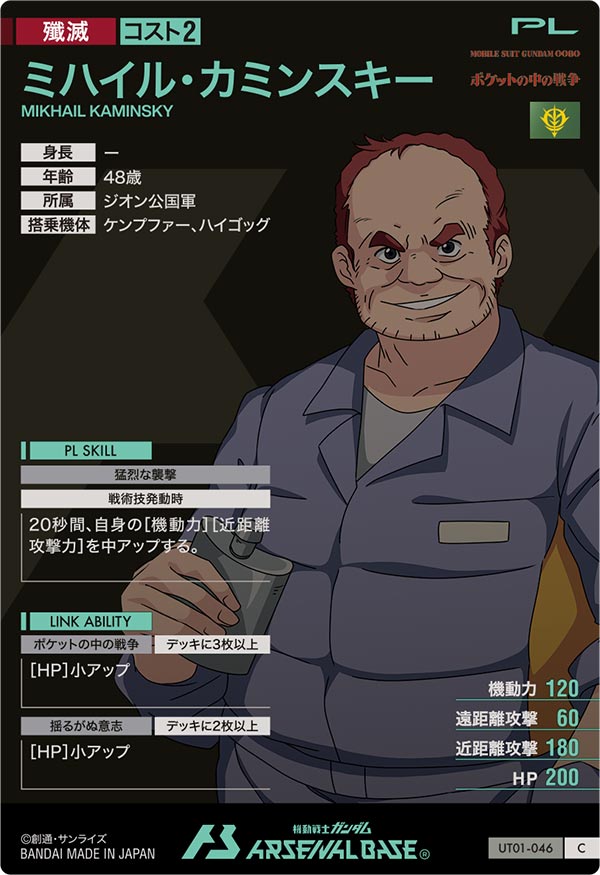 殲滅 コスト2
PL
ミハイル・カミンスキー
MIKHAIL KAMINSKY
MOBILE SUIT GUNDAM 0080
ポケットの中の戦争
身長 ー
年齢 48歳
所属 ジオン公国軍
搭乗機体 ケンプファー、ハイゴッグ
PL SKILL
猛烈な襲撃
戦術技発動時
20秒間、自身の[機動力][近距離
攻撃力]を中アップする。
LINK ABILITY
ポケットの中の戦争 デッキに3枚以上
[HP]小アップ
揺るがぬ意志 デッキに2枚以上
[HP]小アップ
機動力 120
遠距離攻撃 60
近距離攻撃 180
HP 200
©創通・サンライズ
BANDAI MADE IN JAPAN
機動戦士ガンダム
ARSENAL BASE®
UT01-046 C